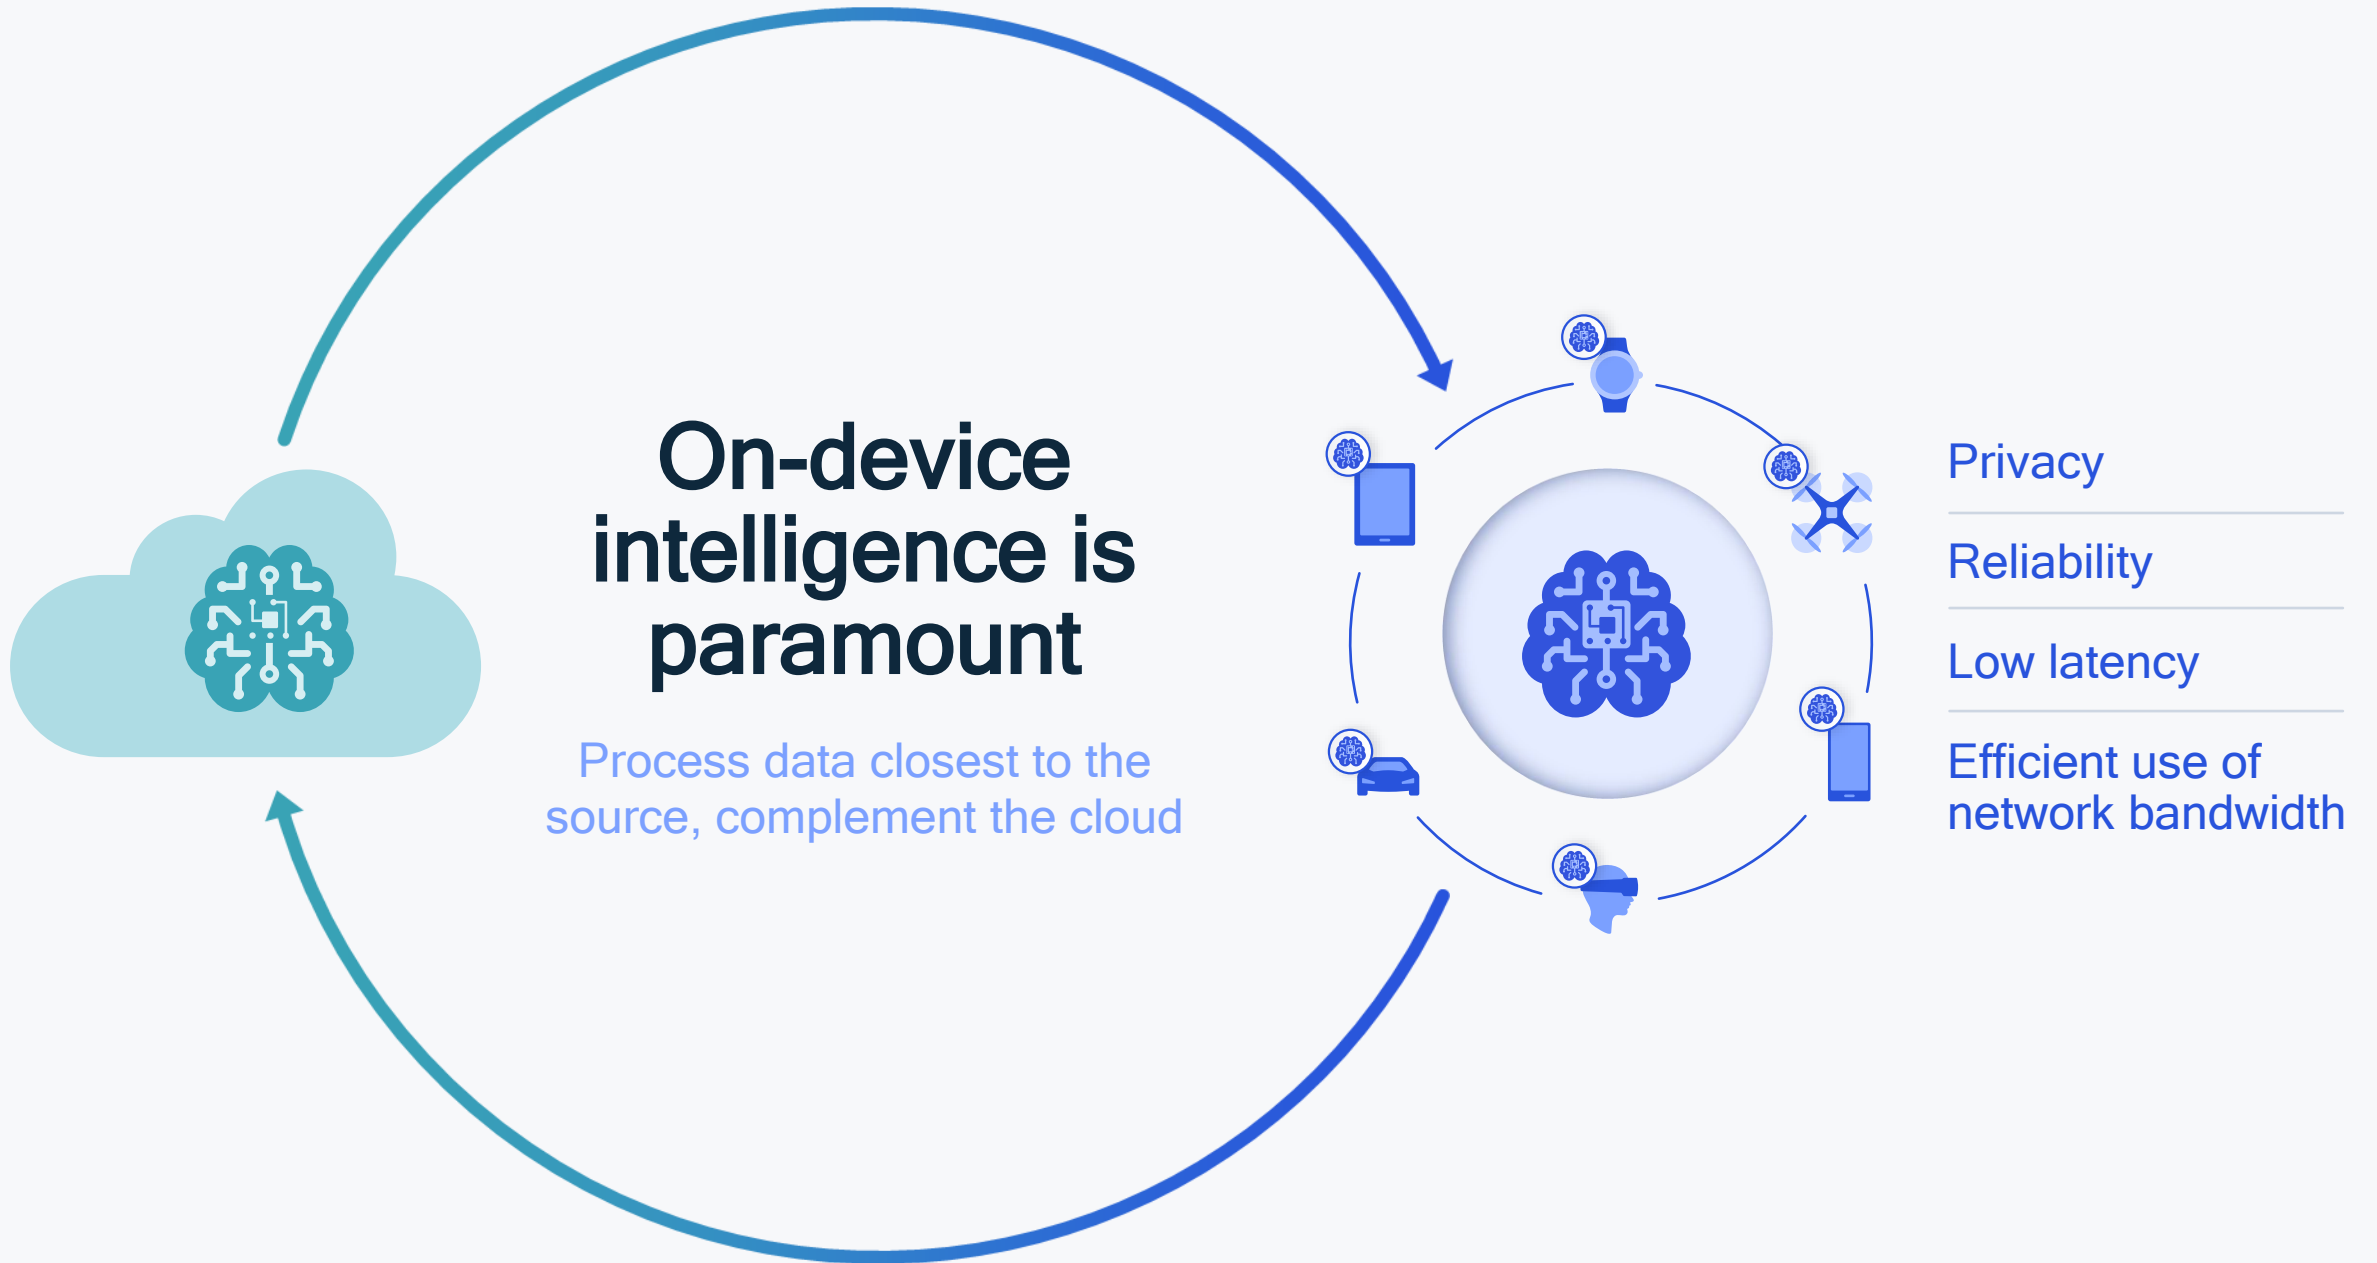 On-device
intelligence is
paramount
Process data closest to the
source, complement the cloud
Privacy
Reliability
Low latency
Efficient use of
network bandwidth